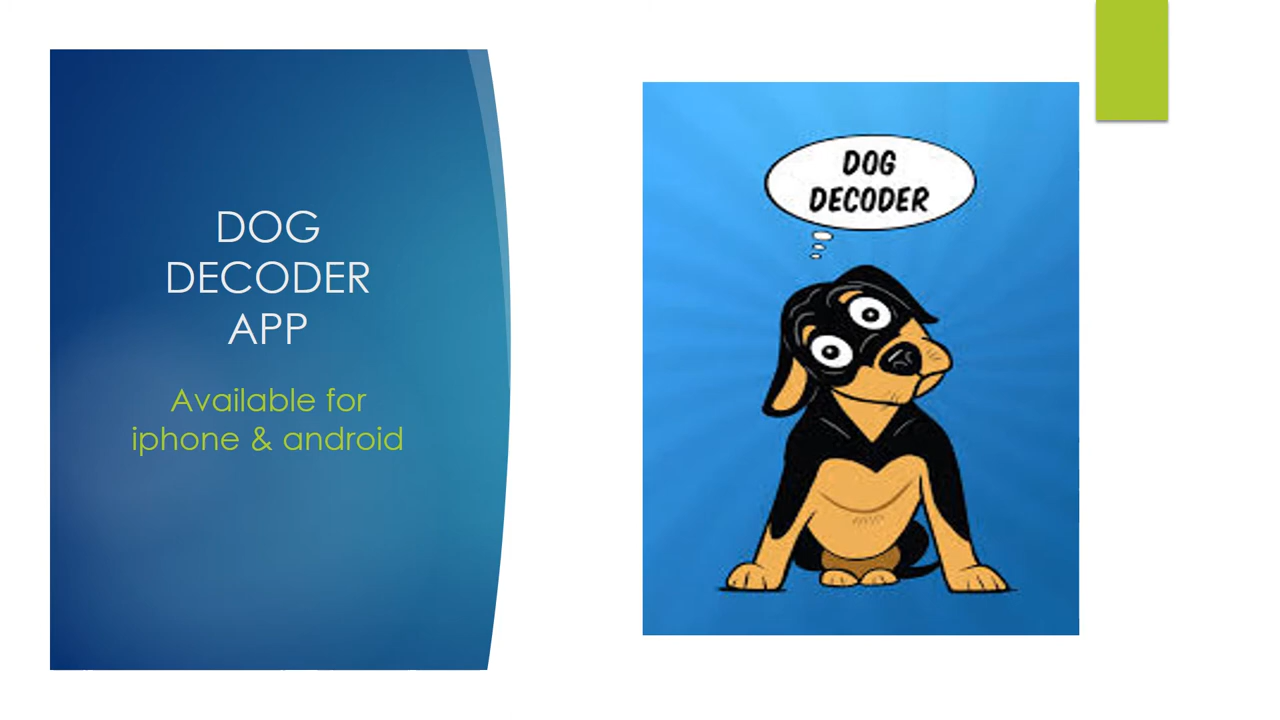 DOG
DECODER
APP
Available for
iphone & android
DOG
DECODER